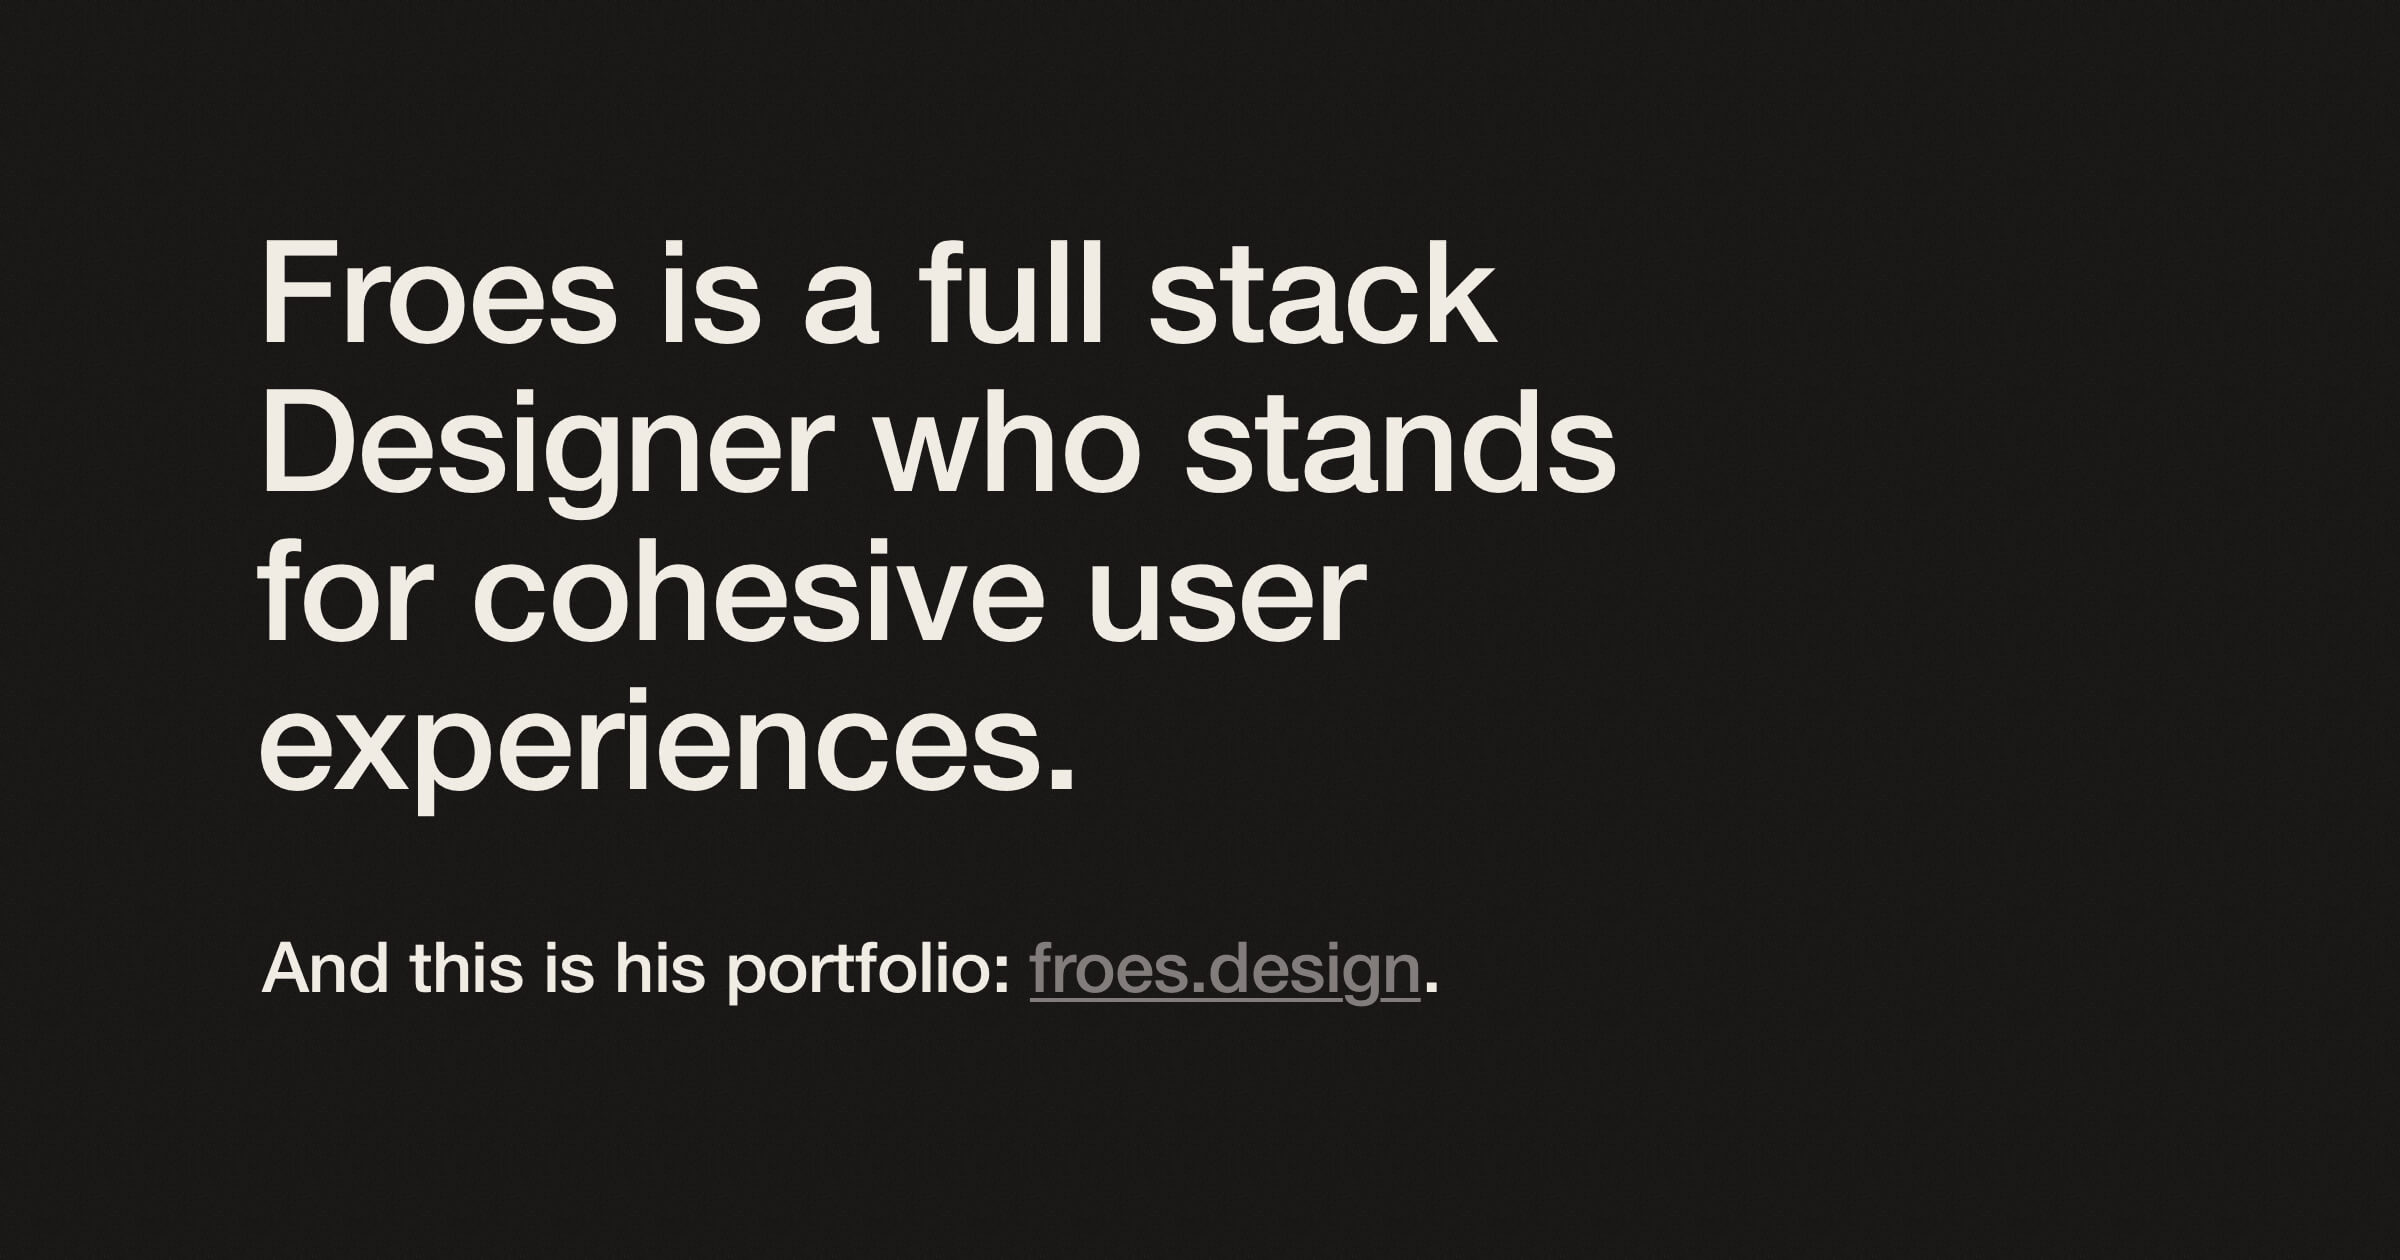 Froes is a full stack
Designer who stands
for cohesive user
experiences.
And this is his portfolio: froes.design.